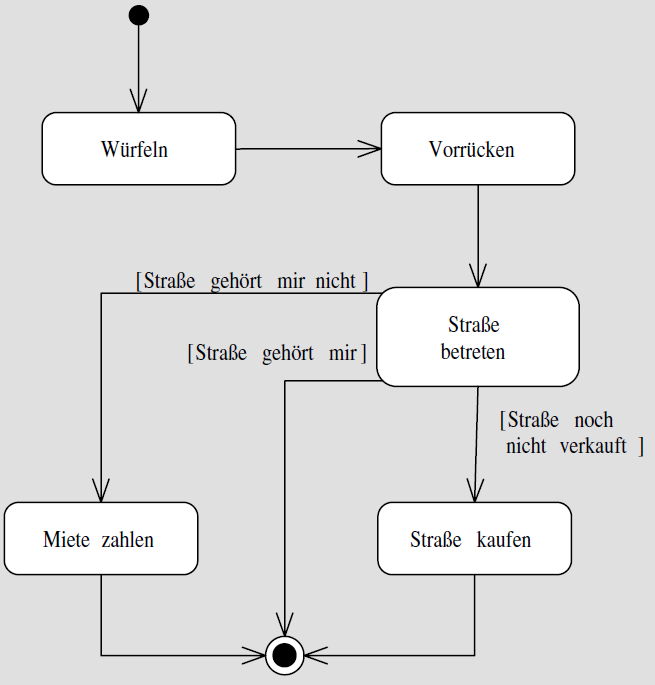 Würfeln
Vorrücken
[Straße gehört mir nicht ]
Straße
betreten
[Straße gehört mir]
[Straße noch
nicht verkauft ]
Miete zahlen
Straße kaufen